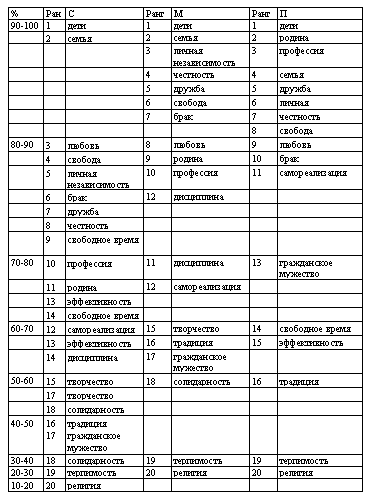 % Ран С Ранг М Ранг П
90-100 1 дети 1 дети 1 дети
2 семья 2 семья 2 родина
3 личная независимость 3 профессия
4 честность 4 семья
5 дружба 5 дружба
6 свобода 6 личная
7 брак 7 честность
8 свобода
80-90 3 любовь 8 любовь 9 любовь
4 свобода 9 родина 10 брак
5 личная независимость 10 профессия 11 самореализация
6 брак 12 дисциплина
7 дружба
8 честность
9 свободное время
70-80 10 профессия 11 дисциплина 13 гражданское мужество
11 родина 12 самореализация
13 эффективность
14 свободное время
60-70 12 самореализация 15 творчество 14 свободное время
13 эффективность 16 традиция 15 эффективность
14 дисциплина 17 гражданское мужество
50-60 15 творчество 18 солидарность 16 традиция
17 творчество
18 солидарность
40-50 16 традиция
17 гражданское мужество
30-40 18 солидарность 19 терпимость 19 терпимость
20-30 19 терпимость 20 религия 20 религия
10-20 20 религия